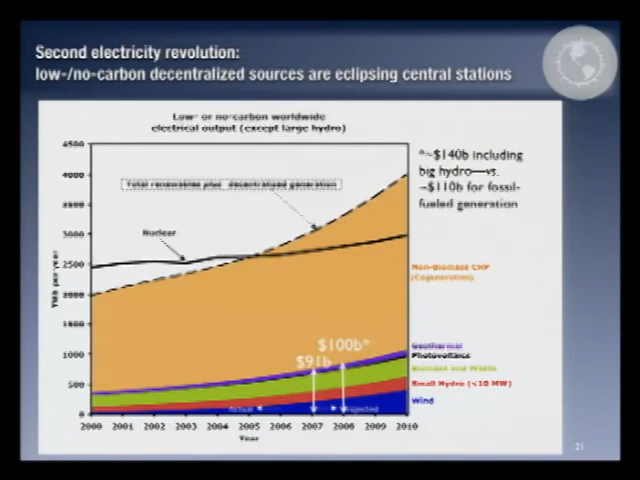 Second electricity revolution:
low-/no-carbon decentralized sources are eclipsing central stations
Low- or no-carbon worldwide
electrical output (except large hydro)
4500
4000
3500
3000
2500
2000
1500
1000
500
0
TWh per year
Total renewables plus decentralized generation
Nuclear
*~$140b including
big hydro—vs.
~$110b for fossil-
fueled generation
Non-Biomass CHP
(Cogeneration)
$100b*
$91b
Geothermal
Photovoltaics
Biomass and Waste
Small Hydro (<10 MW)
Wind
Actual
Projected
2000 2001 2002 2003 2004 2005 2006 2007 2008 2009 2010
Year
21